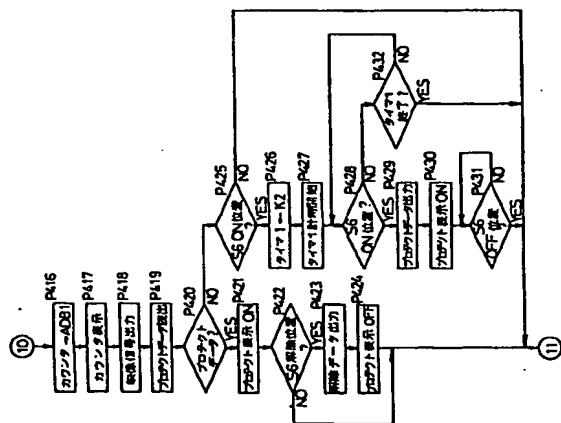 10
P416
カウンタ←ADB1
P417
カウンタ表示
P418
映像信号出力
P419
プロテクトデータ読出
P420
プロテクト
データ?
NO
YES
P421
プロテクト表示ON
P422
S6解除位置
?
NO
YES
P423
解除データ出力
P424
プロテクト表示OFF
P425
S6 ON位置?
NO
YES
P426
タイマ1←K2
P427
タイマ1計時開始
P428
S6
ON位置?
NO
YES
P429
プロテクトデータ出力
P430
プロテクト表示ON
P431
S6
OFF位置
?
NO
YES
P432
タイマ1
終了?
NO
YES
11